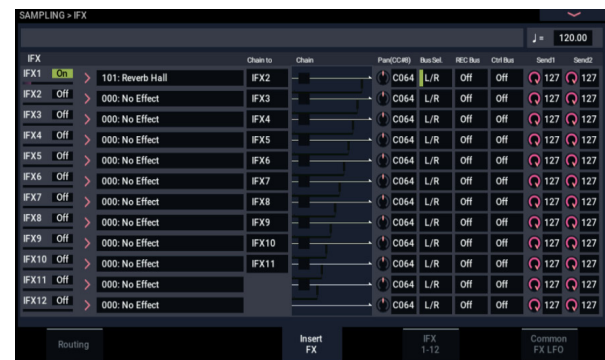 SAMPLING > IFX
♩ = 120.00
IFX Chain to Chain Pan(CC#8) Bus Sel. REC Bus Ctrl Bus Send1 Send2
IFX1 On 101: Reverb Hall IFX2 C064 L/R Off Off 127 127
IFX2 Off 000: No Effect IFX3 C064 L/R Off Off 127 127
IFX3 Off 000: No Effect IFX4 C064 L/R Off Off 127 127
IFX4 Off 000: No Effect IFX5 C064 L/R Off Off 127 127
IFX5 Off 000: No Effect IFX6 C064 L/R Off Off 127 127
IFX6 Off 000: No Effect IFX7 C064 L/R Off Off 127 127
IFX7 Off 000: No Effect IFX8 C064 L/R Off Off 127 127
IFX8 Off 000: No Effect IFX9 C064 L/R Off Off 127 127
IFX9 Off 000: No Effect IFX10 C064 L/R Off Off 127 127
IFX10 Off 000: No Effect IFX11 C064 L/R Off Off 127 127
IFX11 Off 000: No Effect C064 L/R Off Off 127 127
IFX12 Off 000: No Effect C064 L/R Off Off 127 127
Routing Insert FX IFX 1-12 Common FX LFO